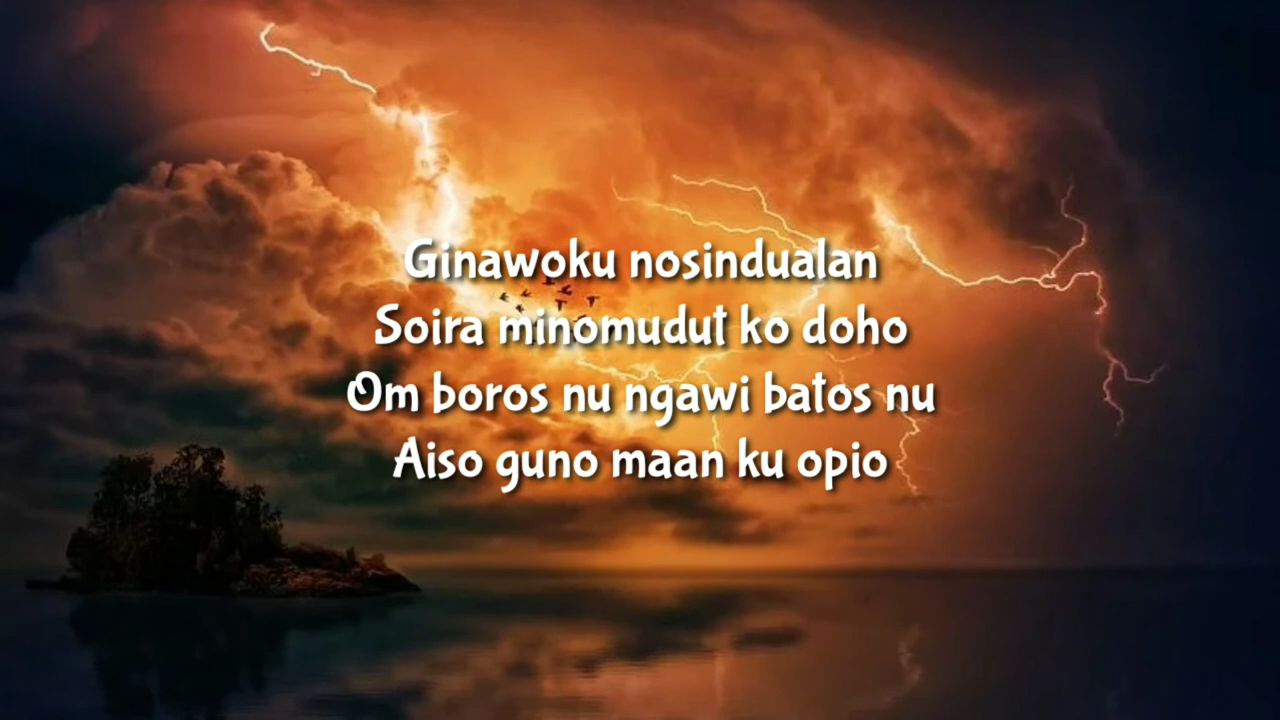 Ginawoku nosindualan
Soira minomudut ko doho
Om boros nu ngawi batos nu
Aiso guno maan ku opio